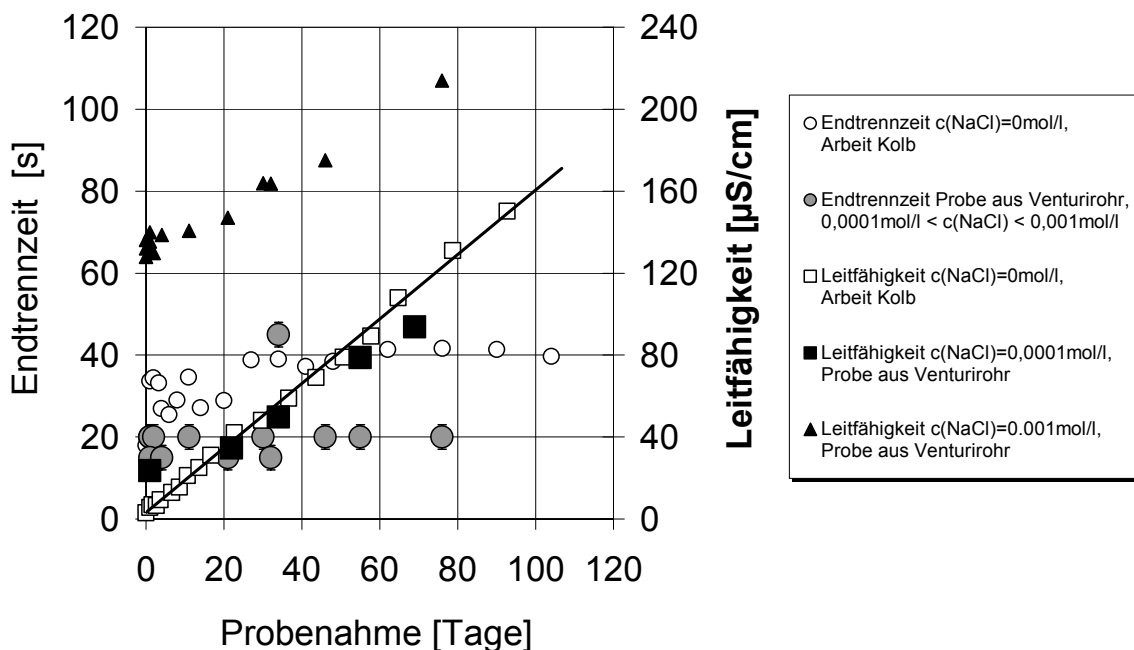 120
100
80
60
40
20
0
Endtrennzeit [s]
240
200
160
120
80
40
0
Leitfähigkeit [µS/cm]
0 20 40 60 80 100 120
Probenahme [Tage]
Endtrennzeit c(NaCl)=0mol/l,
Arbeit Kolb
Endtrennzeit Probe aus Venturirohr,
0,0001mol/l < c(NaCl) < 0,001mol/l
Leitfähigkeit c(NaCl)=0mol/l,
Arbeit Kolb
Leitfähigkeit c(NaCl)=0,0001mol/l,
Probe aus Venturirohr
Leitfähigkeit c(NaCl)=0.001mol/l,
Probe aus Venturirohr